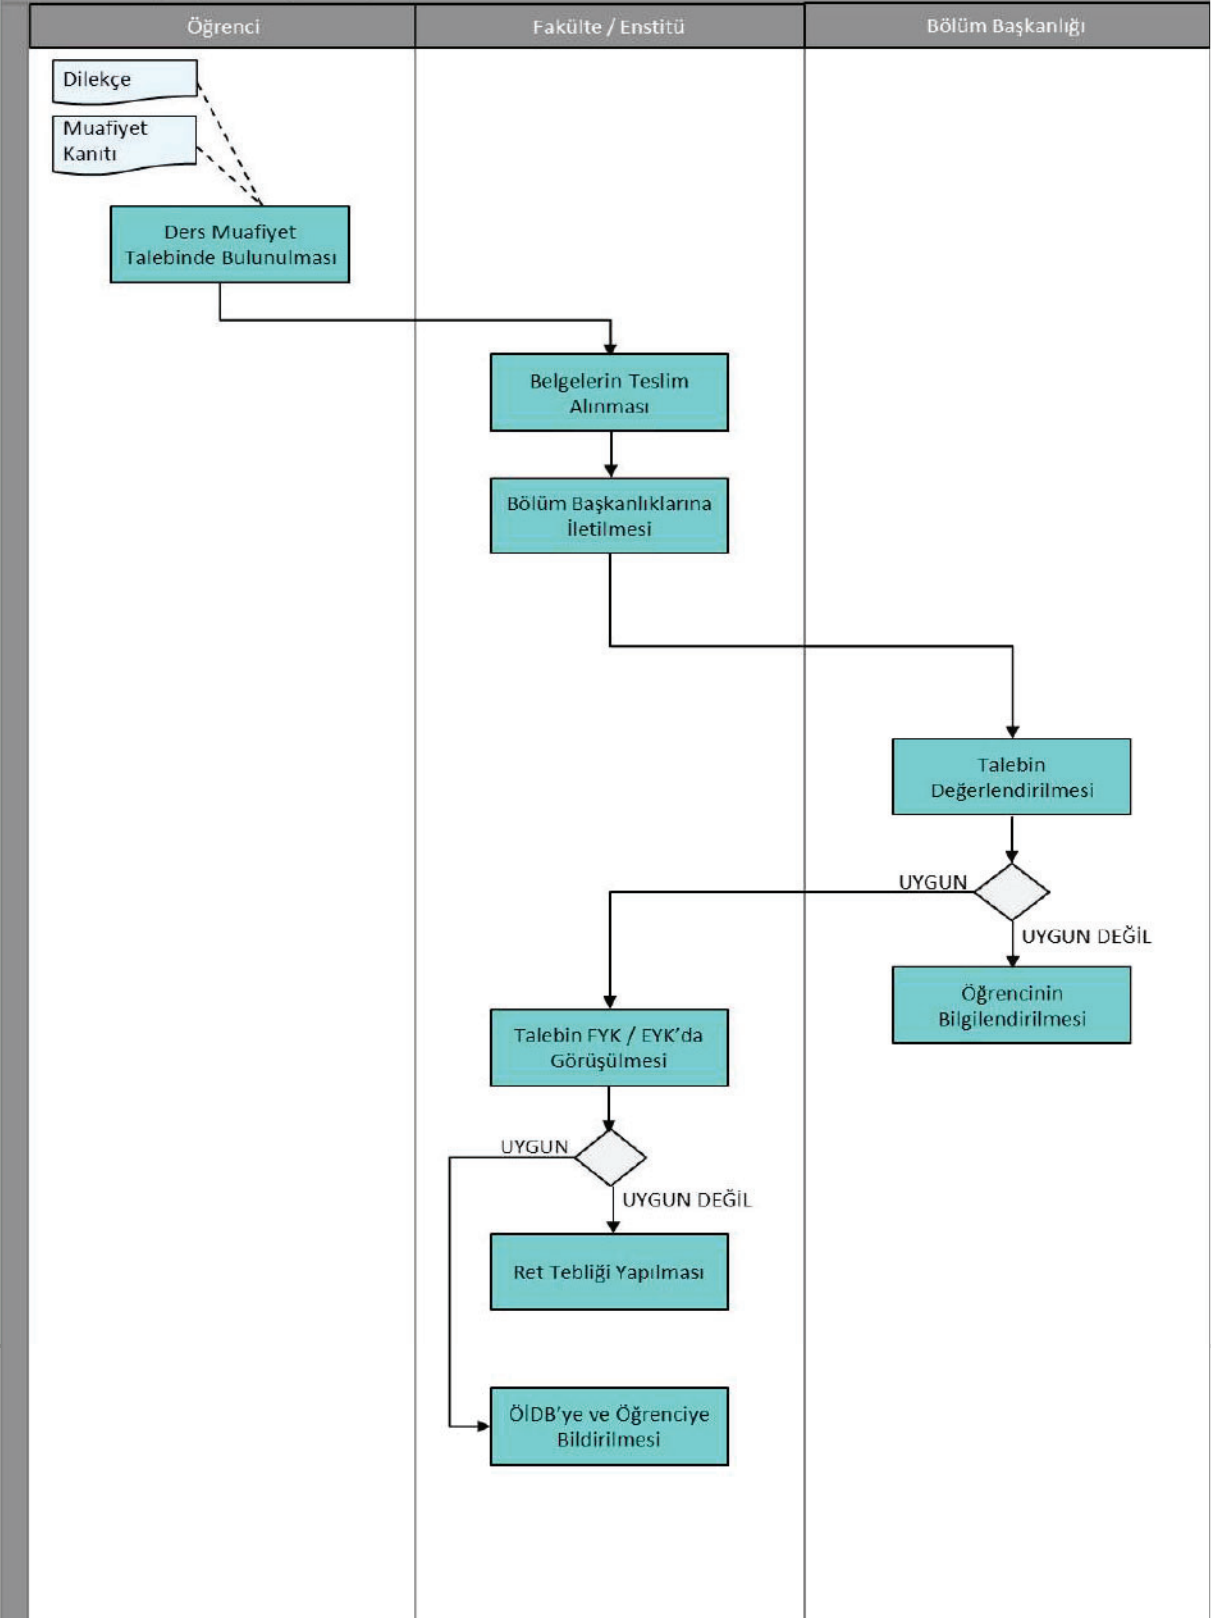 Öğrenci
Fakülte / Enstitü
Bölüm Başkanlığı
Dilekçe
Muafiyet
Kanıtı
Ders Muafiyet
Talebinde Bulunulması
Belgelerin Teslim
Alınması
Bölüm Başkanlıklarına
İletilmesi
Talebin
Değerlendirilmesi
UYGUN
UYGUN DEĞİL
Öğrencinin
Bilgilendirilmesi
Talebin FYK / EYK'da
Görüşülmesi
UYGUN
UYGUN DEĞİL
Ret Tebliği Yapılması
ÖİDB'ye ve Öğrenciye
Bildirilmesi